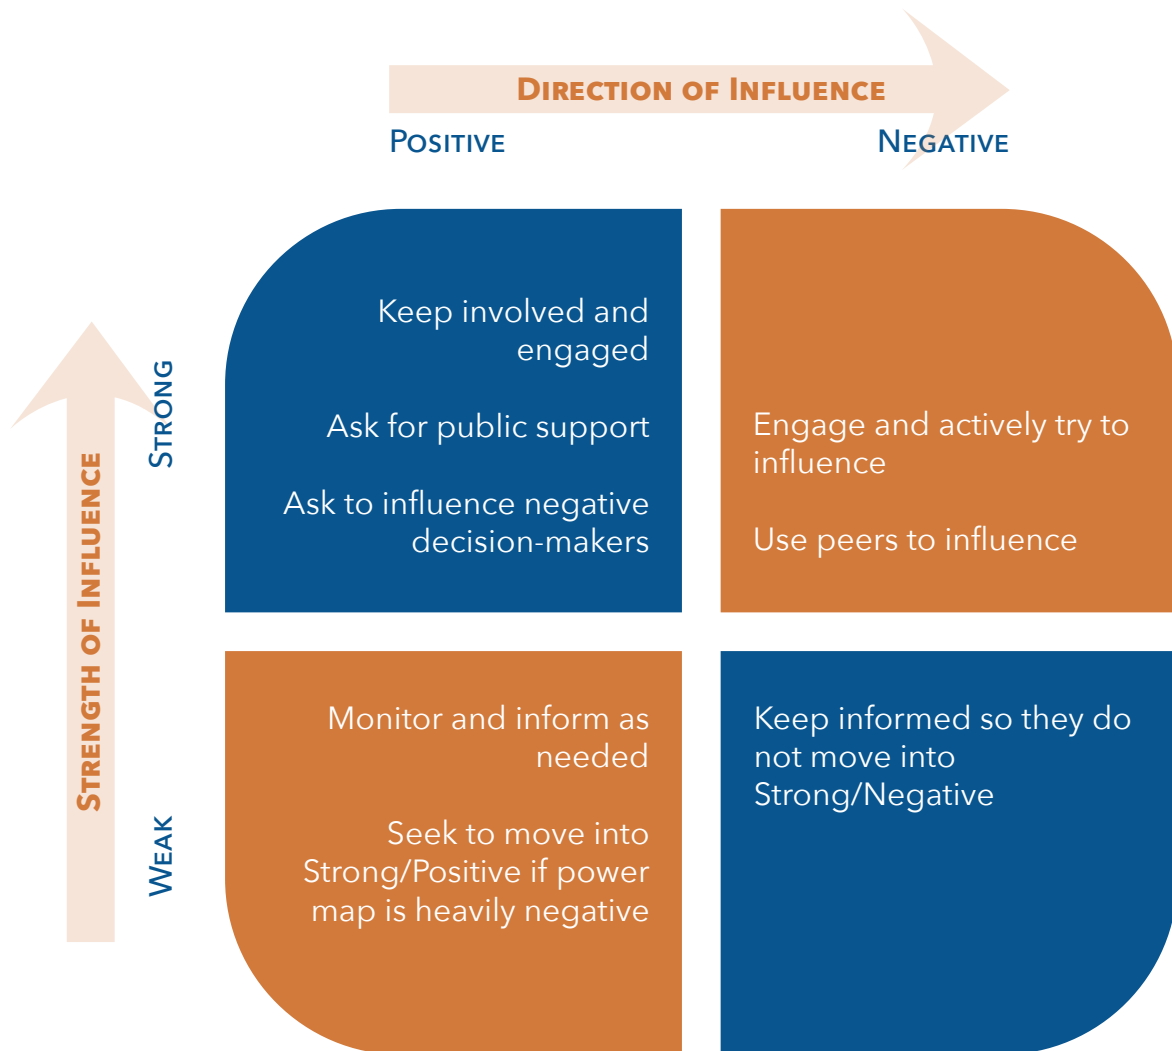 Direction of Influence
Positive
Negative
Strength of Influence
Strong
Weak
Keep involved and
engaged
Ask for public support
Ask to influence negative
decision-makers
Engage and actively try to
influence
Use peers to influence
Monitor and inform as
needed
Seek to move into
Strong/Positive if power
map is heavily negative
Keep informed so they do
not move into
Strong/Negative